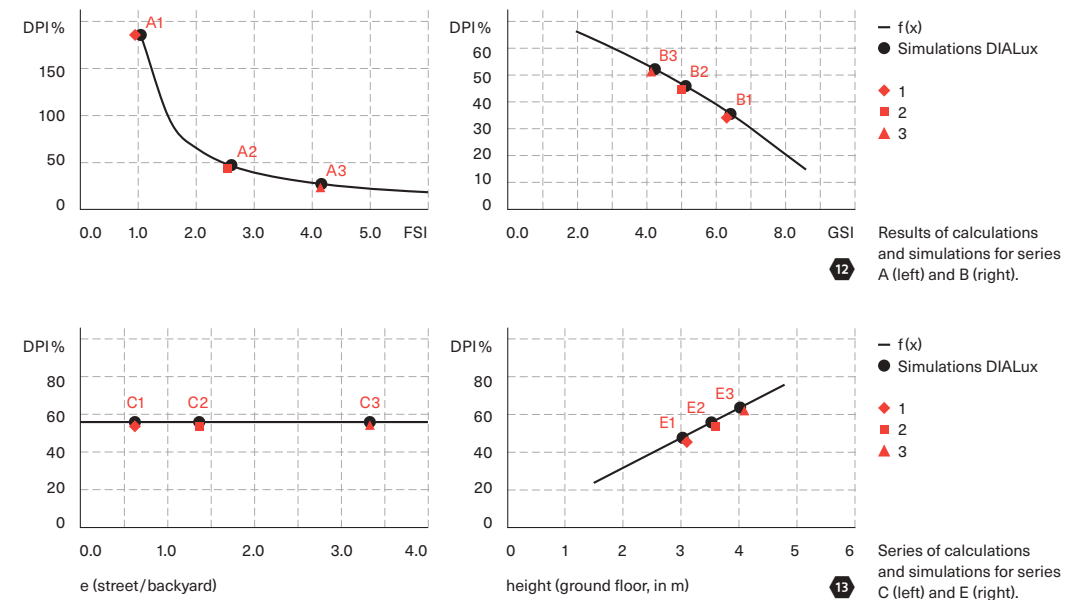 DPI %
150
100
50
0
A1
A2
A3
0.0 1.0 2.0 3.0 4.0 5.0 FSI
DPI %
60
50
40
30
20
10
0
B3
B2
B1
0.0 2.0 4.0 6.0 8.0 GSI
f (x)
Simulations DIALux
1
2
3
12
Results of calculations
and simulations for series
A (left) and B (right).
DPI %
80
60
40
20
0
C1 C2 C3
0.0 1.0 2.0 3.0 4.0
e (street / backyard)
DPI %
80
60
40
20
0
E1
E2
E3
0 1 2 3 4 5 6
height (ground floor, in m)
f (x)
Simulations DIALux
1
2
3
13
Series of calculations
and simulations for series
C (left) and E (right).